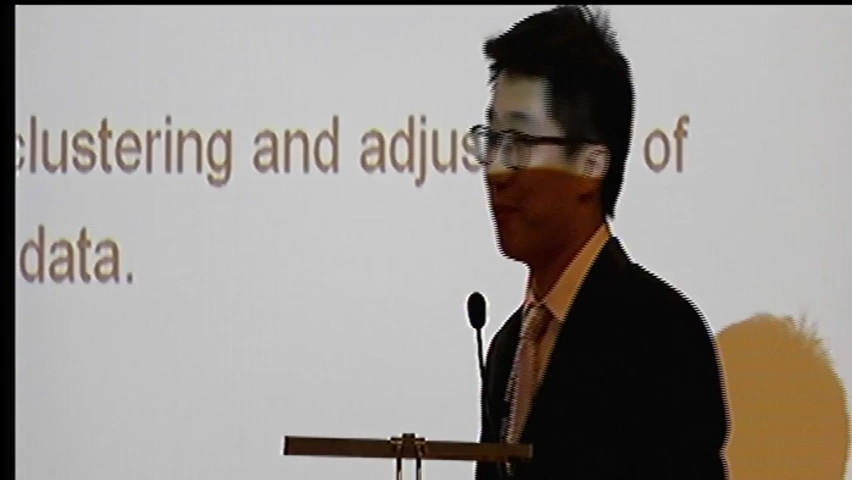 clustering and adjus of
data.